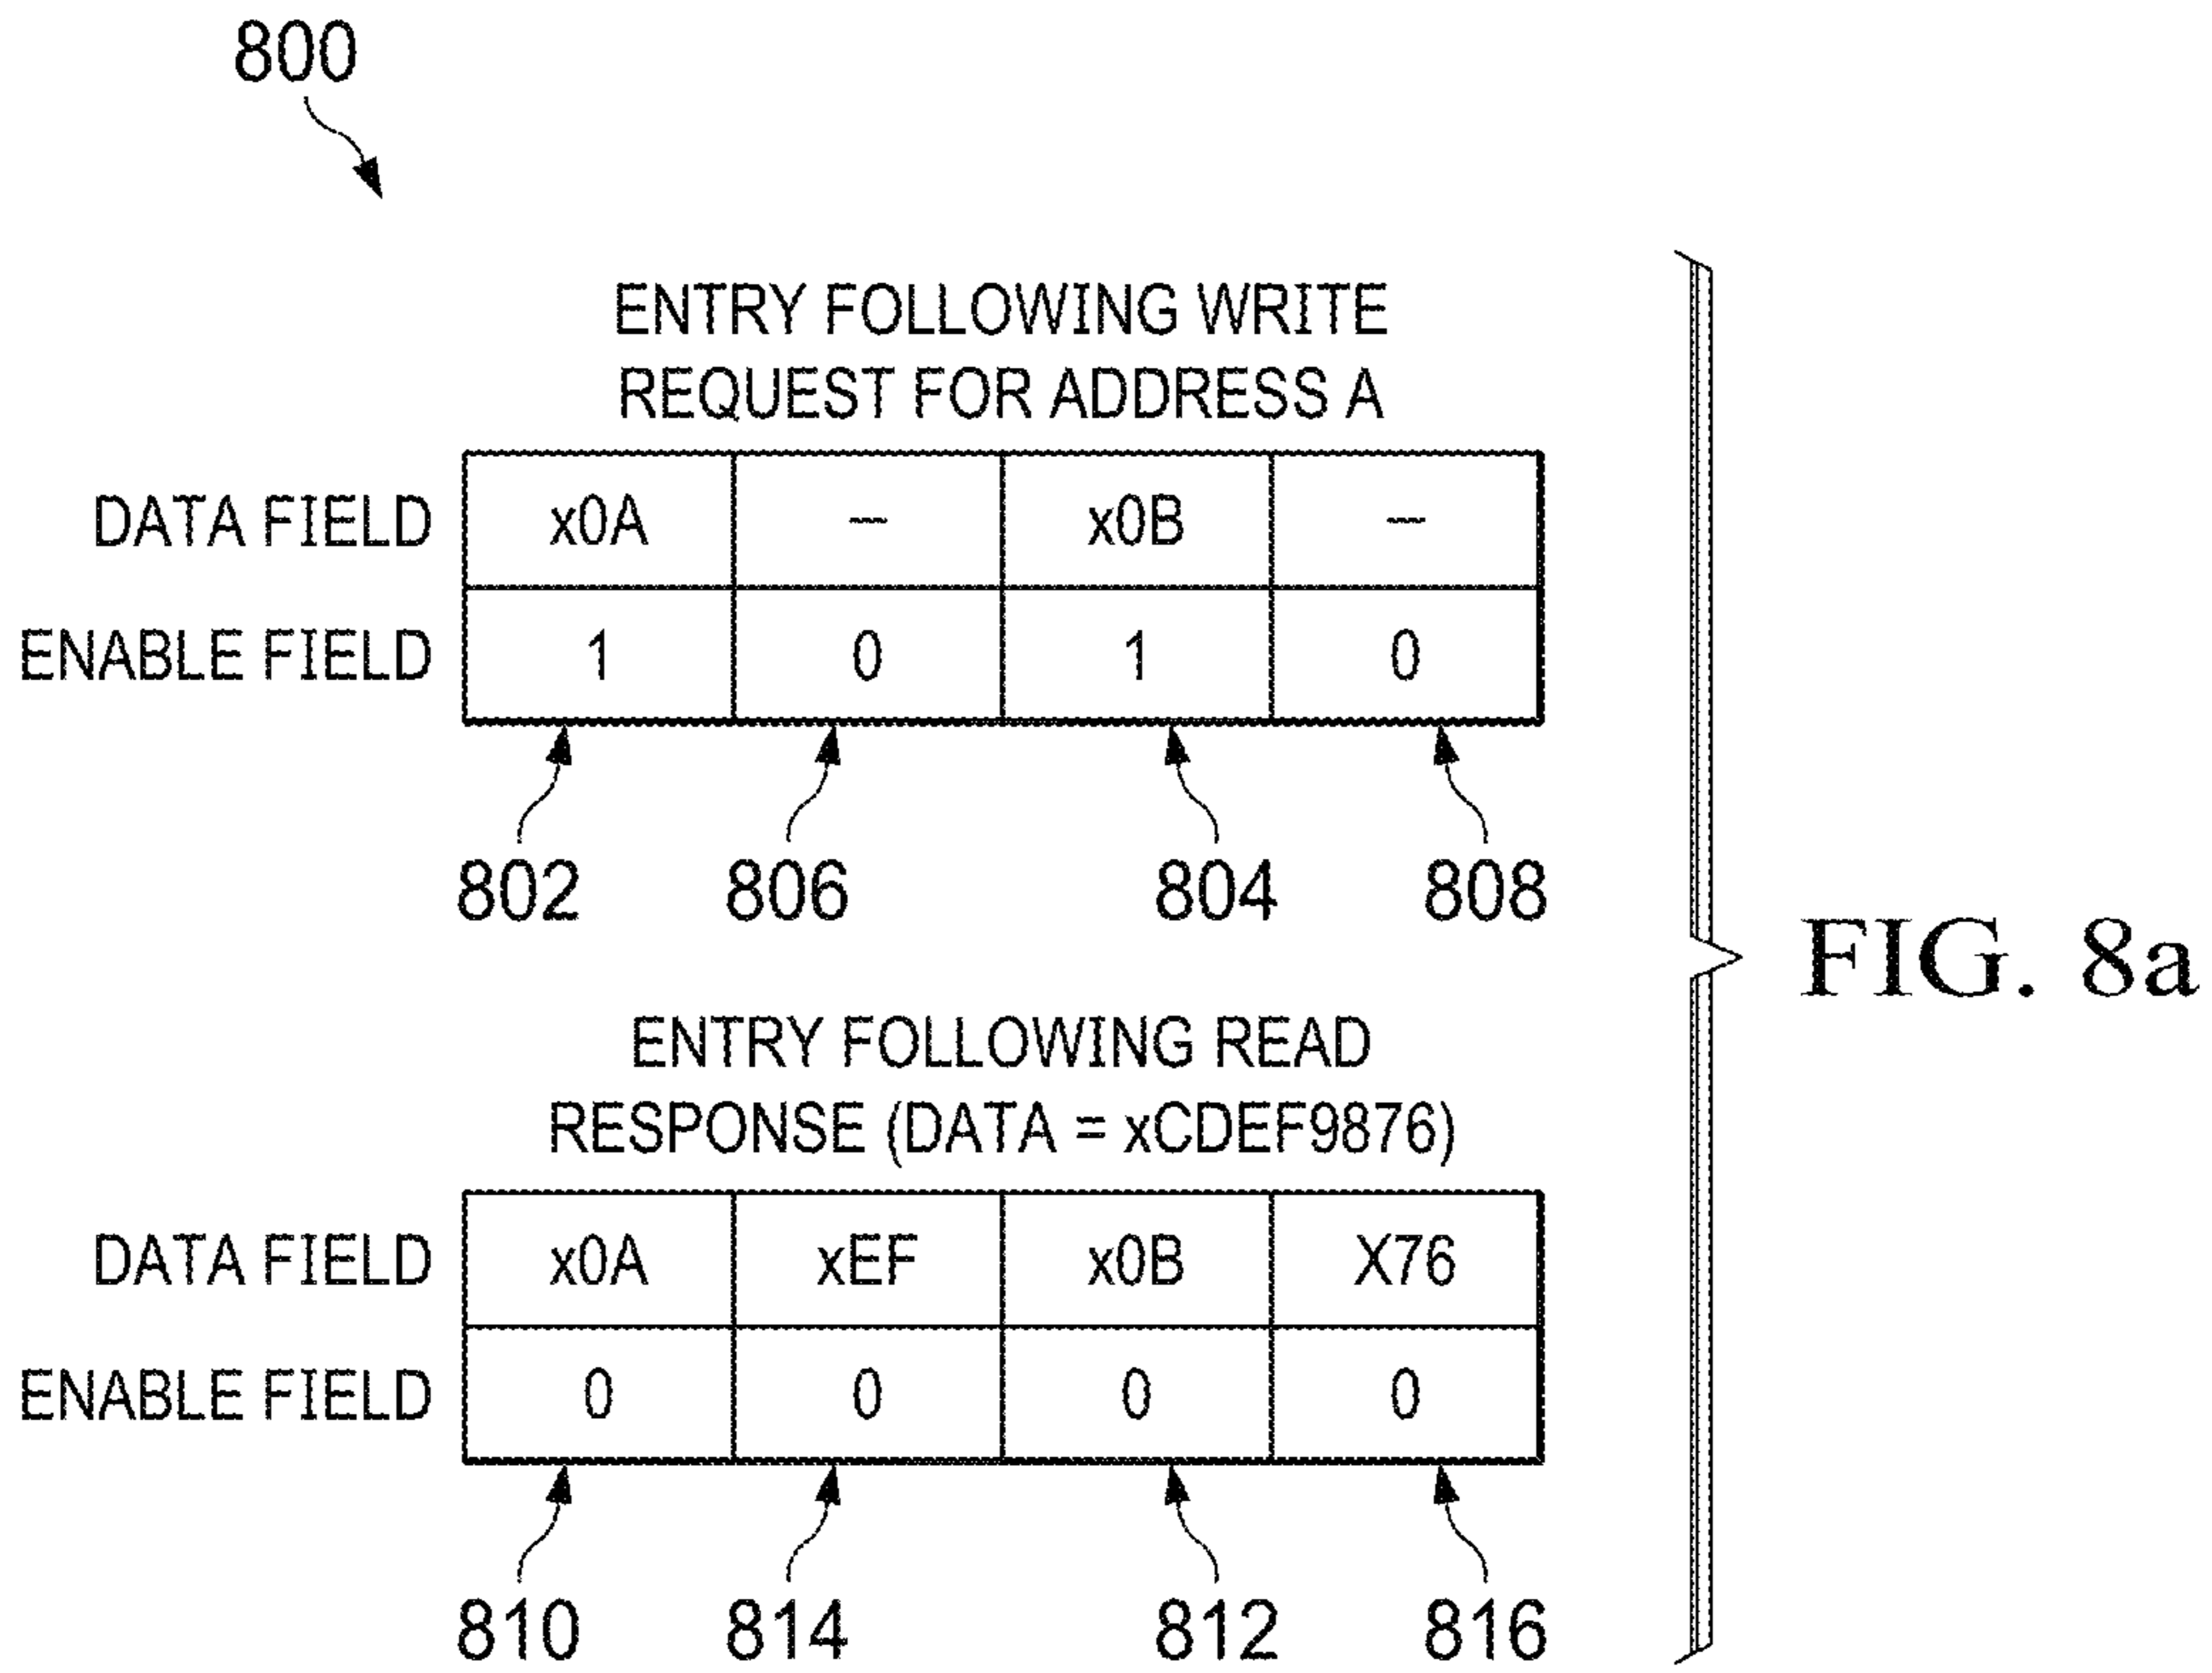 800
ENTRY FOLLOWING WRITE
REQUEST FOR ADDRESS A
DATA FIELD x0A – x0B –
ENABLE FIELD 1 0 1 0
802 806 804 808
FIG. 8a
ENTRY FOLLOWING READ
RESPONSE (DATA = xCDEF9876)
DATA FIELD x0A xEF x0B X76
ENABLE FIELD 0 0 0 0
810 814 812 816